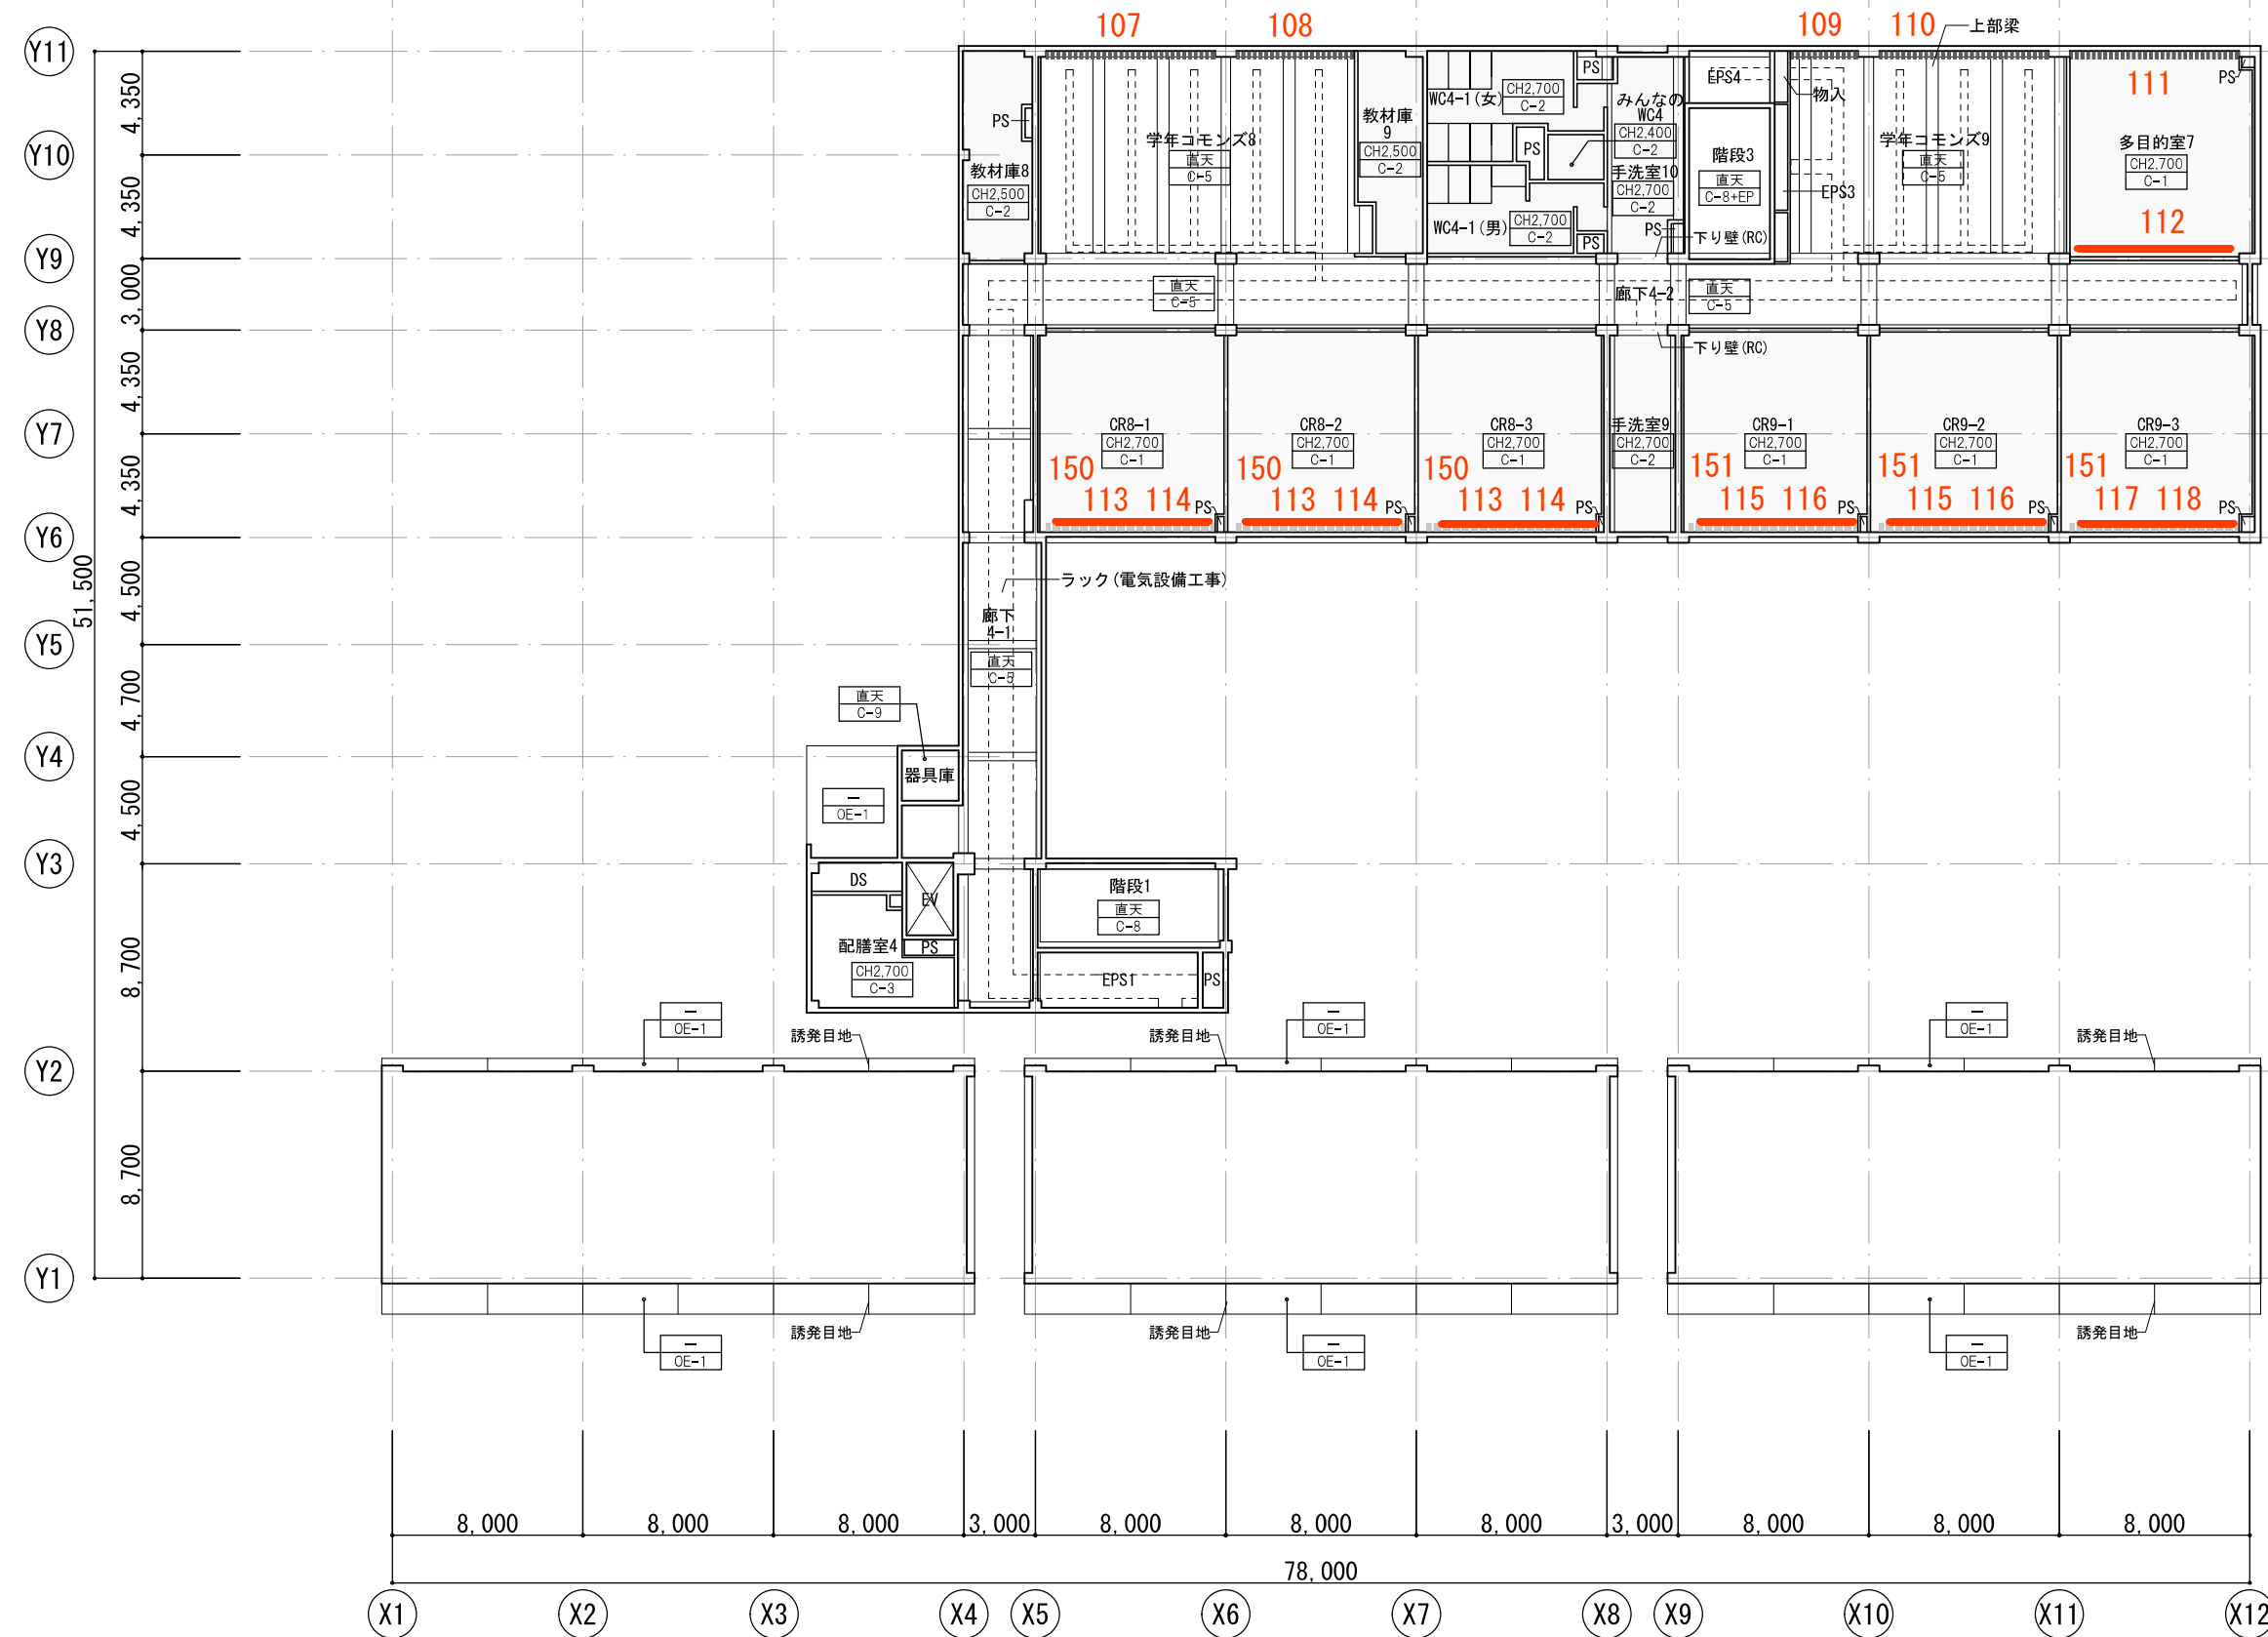 107
108
109
110
上部梁
Y11
PS
EPS4
PS
111
4,350
WC4-1(女)
CH2,700
C-2
みんなの
WC4
CH2,400
C-2
物入
PS
教材庫
9
CH2,500
C-2
学年コモンズ8
直天
C-5
PS
階段3
直天
C-8+EP
学年コモンズ9
直天
C-5
多目的室7
CH2,700
C-1
Y10
教材庫8
CH2,500
C-2
手洗室10
CH2,700
C-2
EPS3
4,350
WC4-1(男)
CH2,700
C-2
PS
PS
112
下り壁(RC)
Y9
3,000
直天
C-5
廊下4-2
直天
C-5
Y8
下り壁(RC)
4,350
CR8-1
CH2,700
C-1
CR8-2
CH2,700
C-1
CR8-3
CH2,700
C-1
手洗室9
CH2,700
C-2
CR9-1
CH2,700
C-1
CR9-2
CH2,700
C-1
CR9-3
CH2,700
C-1
Y7
4,350
150
150
150
151
151
151
113 114
PS
113 114
PS
113 114
PS
115 116
PS
115 116
PS
117 118
PS
Y6
51,500
4,500
ラック(電気設備工事)
廊下
4-1
直天
C-5
Y5
4,700
直天
C-9
Y4
器具庫
4,500
-
OE-1
Y3
DS
EV
階段1
直天
C-8
8,700
配膳室4
CH2,700
C-3
PS
EPS1
PS
-
OE-1
誘発目地
誘発目地
-
OE-1
-
OE-1
誘発目地
Y2
8,700
Y1
誘発目地
誘発目地
誘発目地
-
OE-1
-
OE-1
-
OE-1
8,000
8,000
8,000
3,000
8,000
8,000
8,000
3,000
8,000
8,000
8,000
78,000
X1
X2
X3
X4
X5
X6
X7
X8
X9
X10
X11
X12